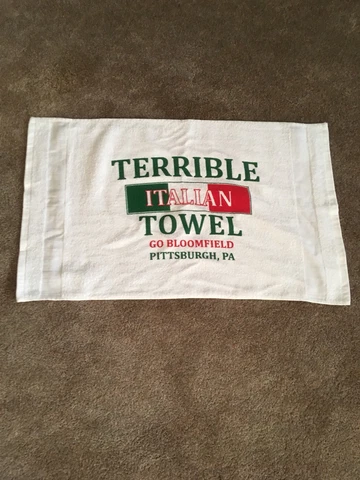 TERRIBLE
ITALIAN
TOWEL
GO BLOOMFIELD
PITTSBURGH, PA